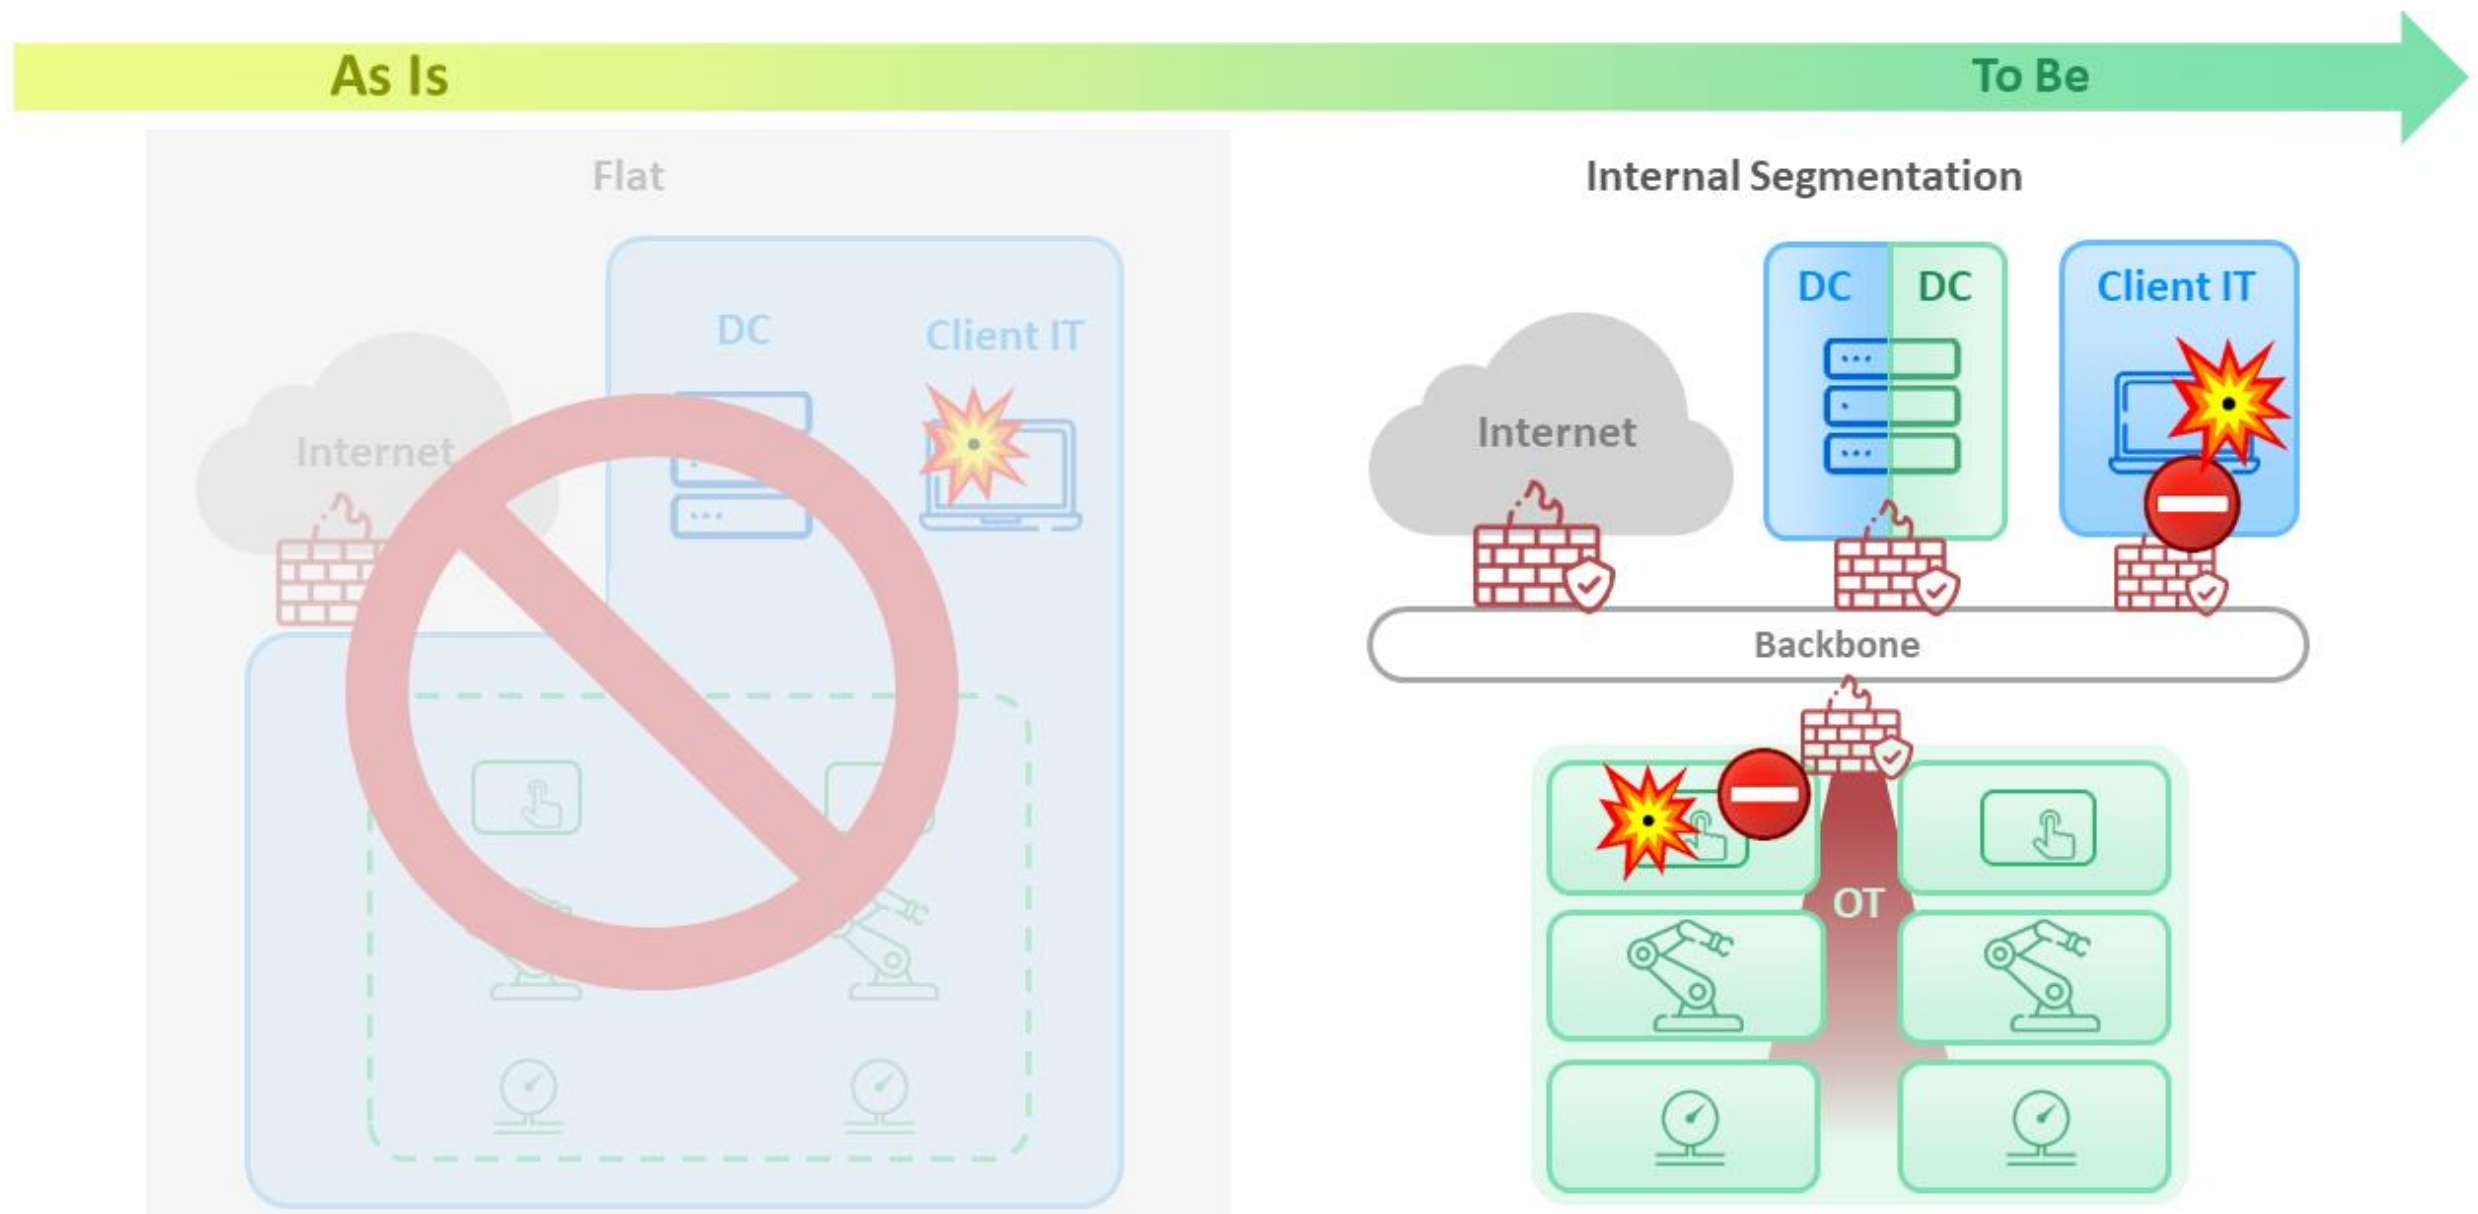 As Is
To Be
Flat
DC
Client IT
Internet
Internal Segmentation
DC
DC
Client IT
Internet
Backbone
OT